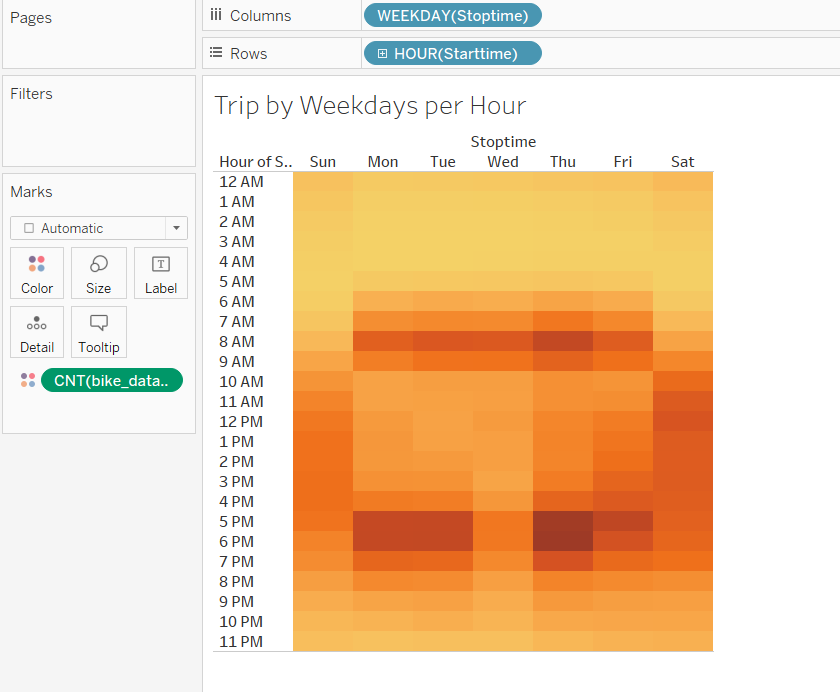 Pages
Columns
WEEKDAY(Stoptime)
Rows
HOUR(Starttime)
Filters
Trip by Weekdays per Hour
Stoptime
Hour of S..
Sun Mon Tue Wed Thu Fri Sat
Marks
Automatic
Color Size Label
Detail Tooltip
CNT(bike_data..
12 AM
1 AM
2 AM
3 AM
4 AM
5 AM
6 AM
7 AM
8 AM
9 AM
10 AM
11 AM
12 PM
1 PM
2 PM
3 PM
4 PM
5 PM
6 PM
7 PM
8 PM
9 PM
10 PM
11 PM